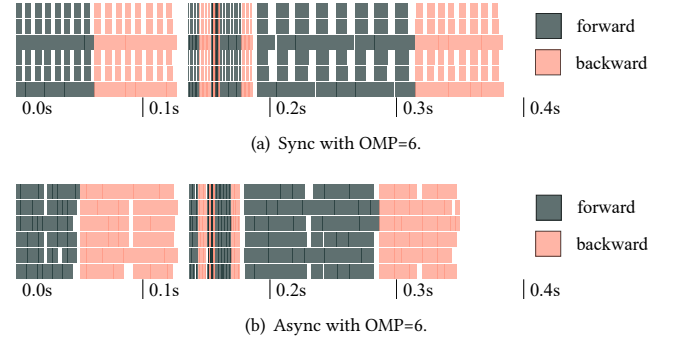 forward
backward
0.0s 0.1s 0.2s 0.3s 0.4s
(a) Sync with OMP=6.
forward
backward
0.0s 0.1s 0.2s 0.3s 0.4s
(b) Async with OMP=6.